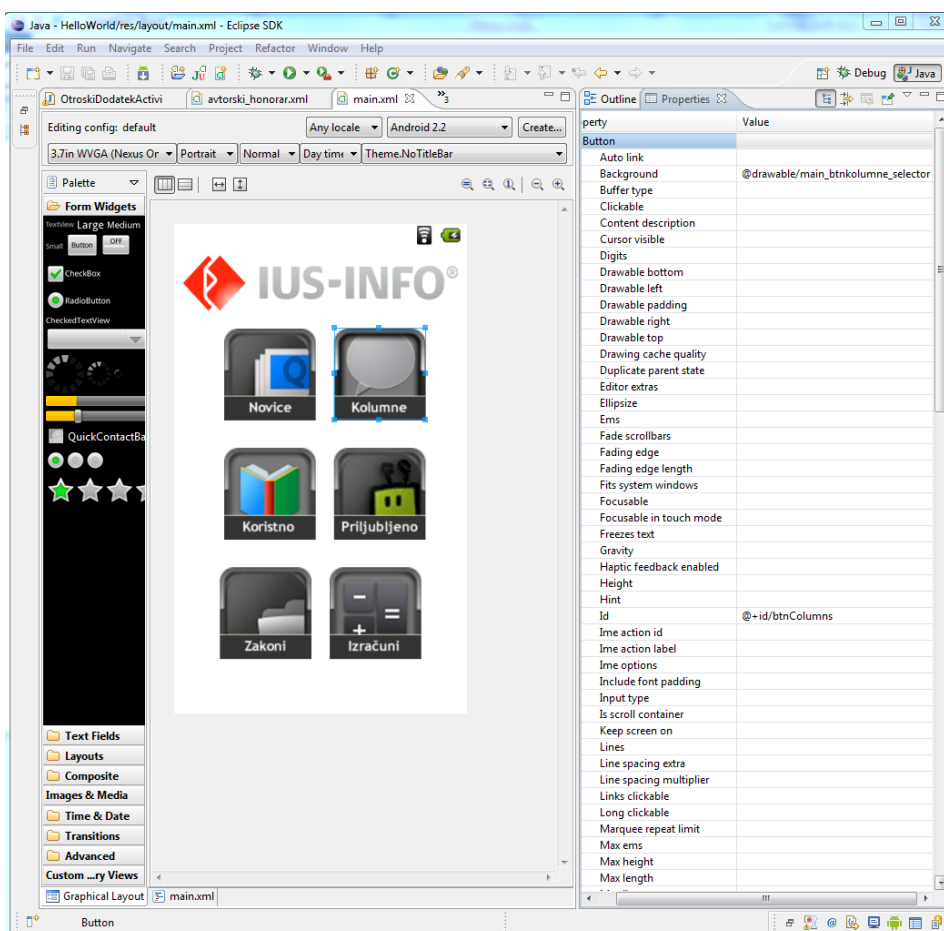 Java - HelloWorld/res/layout/main.xml - Eclipse SDK
File Edit Run Navigate Search Project Refactor Window Help
Debug Java
OtroskiDodatekActivi avtorski_honorar.xml main.xml »3
Outline Properties
Editing config: default Any locale Android 2.2 Create...
3.7in WVGA (Nexus Or Portrait Normal Day time Theme.NoTitleBar
Palette
Form Widgets
TextView Large Medium
Small Button OFF
CheckBox
RadioButton
CheckedTextView
QuickContactBa
Text Fields
Layouts
Composite
Images & Media
Time & Date
Transitions
Advanced
Custom ...ry Views
IUS-INFO®
Novice Kolumne
Koristno Priljubljeno
Zakoni Izračuni
Graphical Layout main.xml
perty Value
Button
Auto link
Background @drawable/main_btnkolumne_selector
Buffer type
Clickable
Content description
Cursor visible
Digits
Drawable bottom
Drawable left
Drawable padding
Drawable right
Drawable top
Drawing cache quality
Duplicate parent state
Editor extras
Ellipsize
Ems
Fade scrollbars
Fading edge
Fading edge length
Fits system windows
Focusable
Focusable in touch mode
Freezes text
Gravity
Haptic feedback enabled
Height
Hint
Id @+id/btnColumns
Ime action id
Ime action label
Ime options
Include font padding
Input type
Is scroll container
Keep screen on
Lines
Line spacing extra
Line spacing multiplier
Links clickable
Long clickable
Marquee repeat limit
Max ems
Max height
Max length
Button